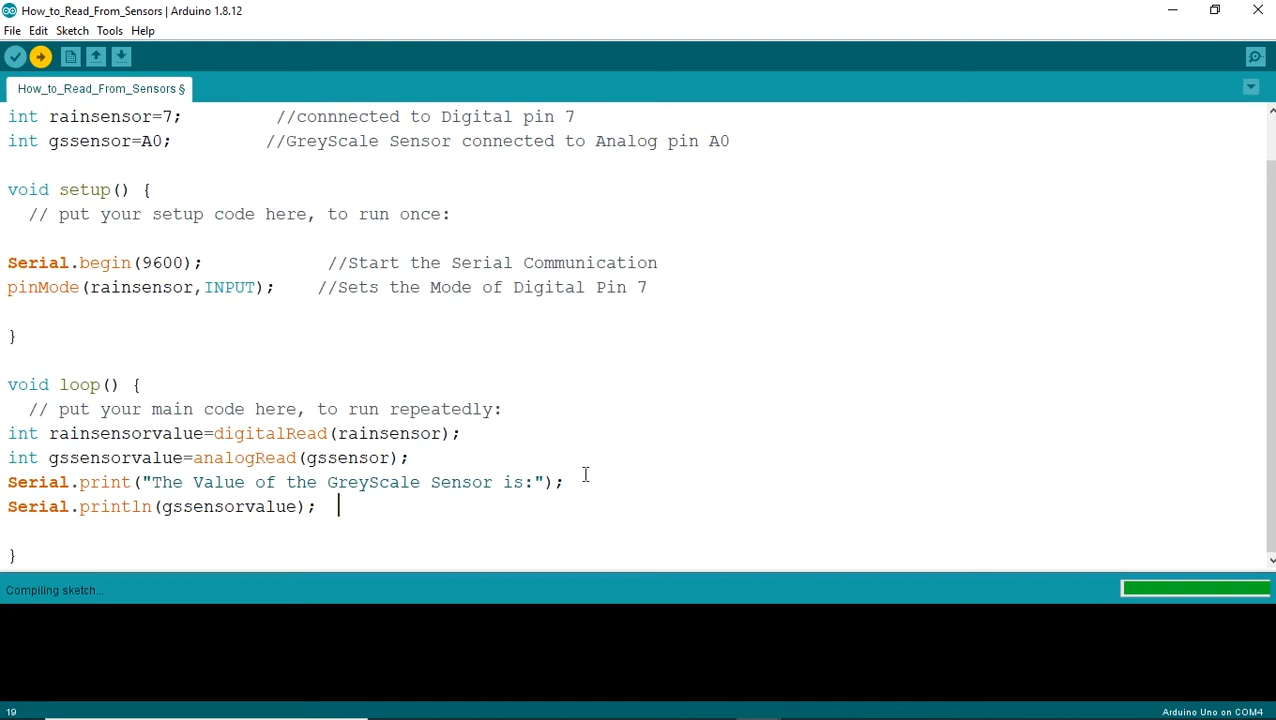 How_to_Read_From_Sensors | Arduino 1.8.12
File Edit Sketch Tools Help
How_to_Read_From_Sensors §
int rainsensor=7; //connnected to Digital pin 7
int gssensor=A0; //GreyScale Sensor connected to Analog pin A0
void setup() {
// put your setup code here, to run once:
Serial.begin(9600); //Start the Serial Communication
pinMode(rainsensor,INPUT); //Sets the Mode of Digital Pin 7
}
void loop() {
// put your main code here, to run repeatedly:
int rainsensorvalue=digitalRead(rainsensor);
int gssensorvalue=analogRead(gssensor);
Serial.print("The Value of the GreyScale Sensor is:");
Serial.println(gssensorvalue);
}
Compiling sketch...
19 Arduino Uno on COM4